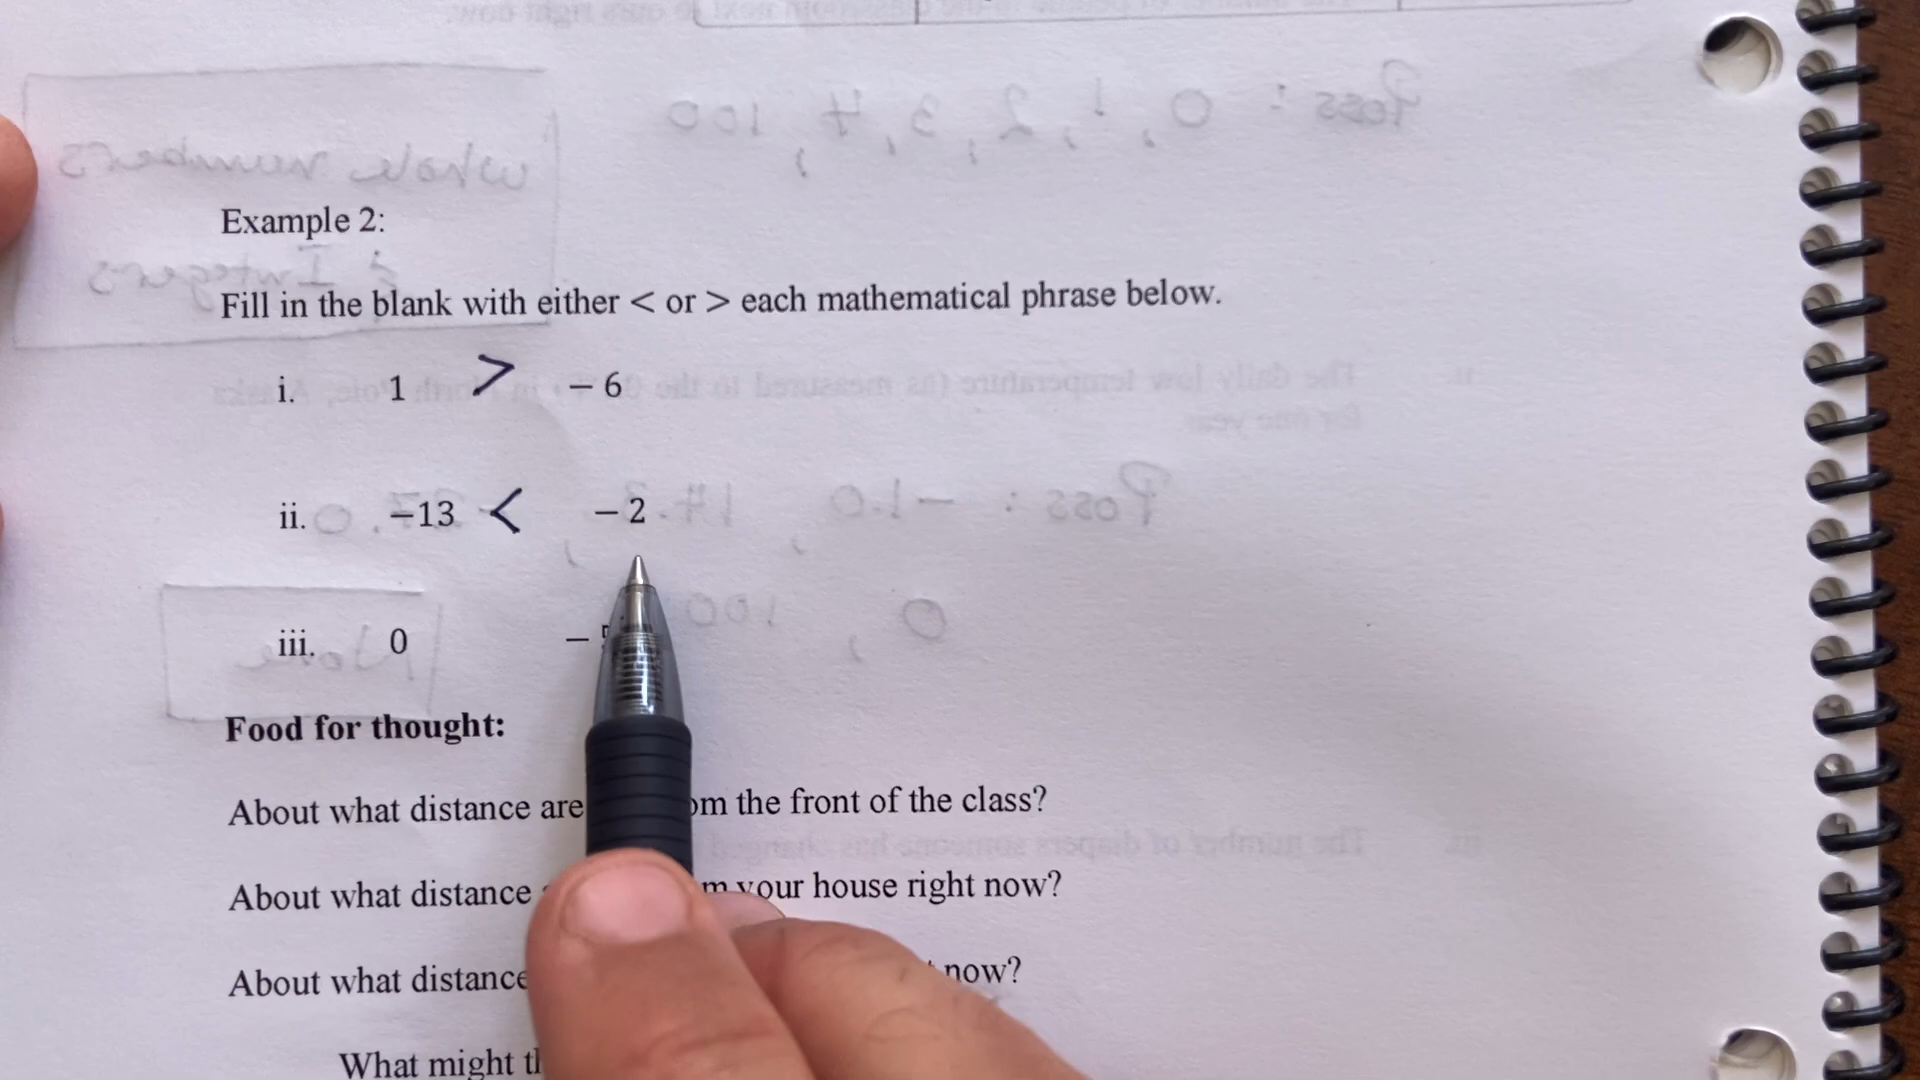 Example 2:
Fill in the blank with either < or > each mathematical phrase below.
i. 1 > – 6
ii. –13 < – 2
iii. 0 –
Food for thought:
About what distance are the front of the class?
About what distance your house right now?
About what distance now?
What might